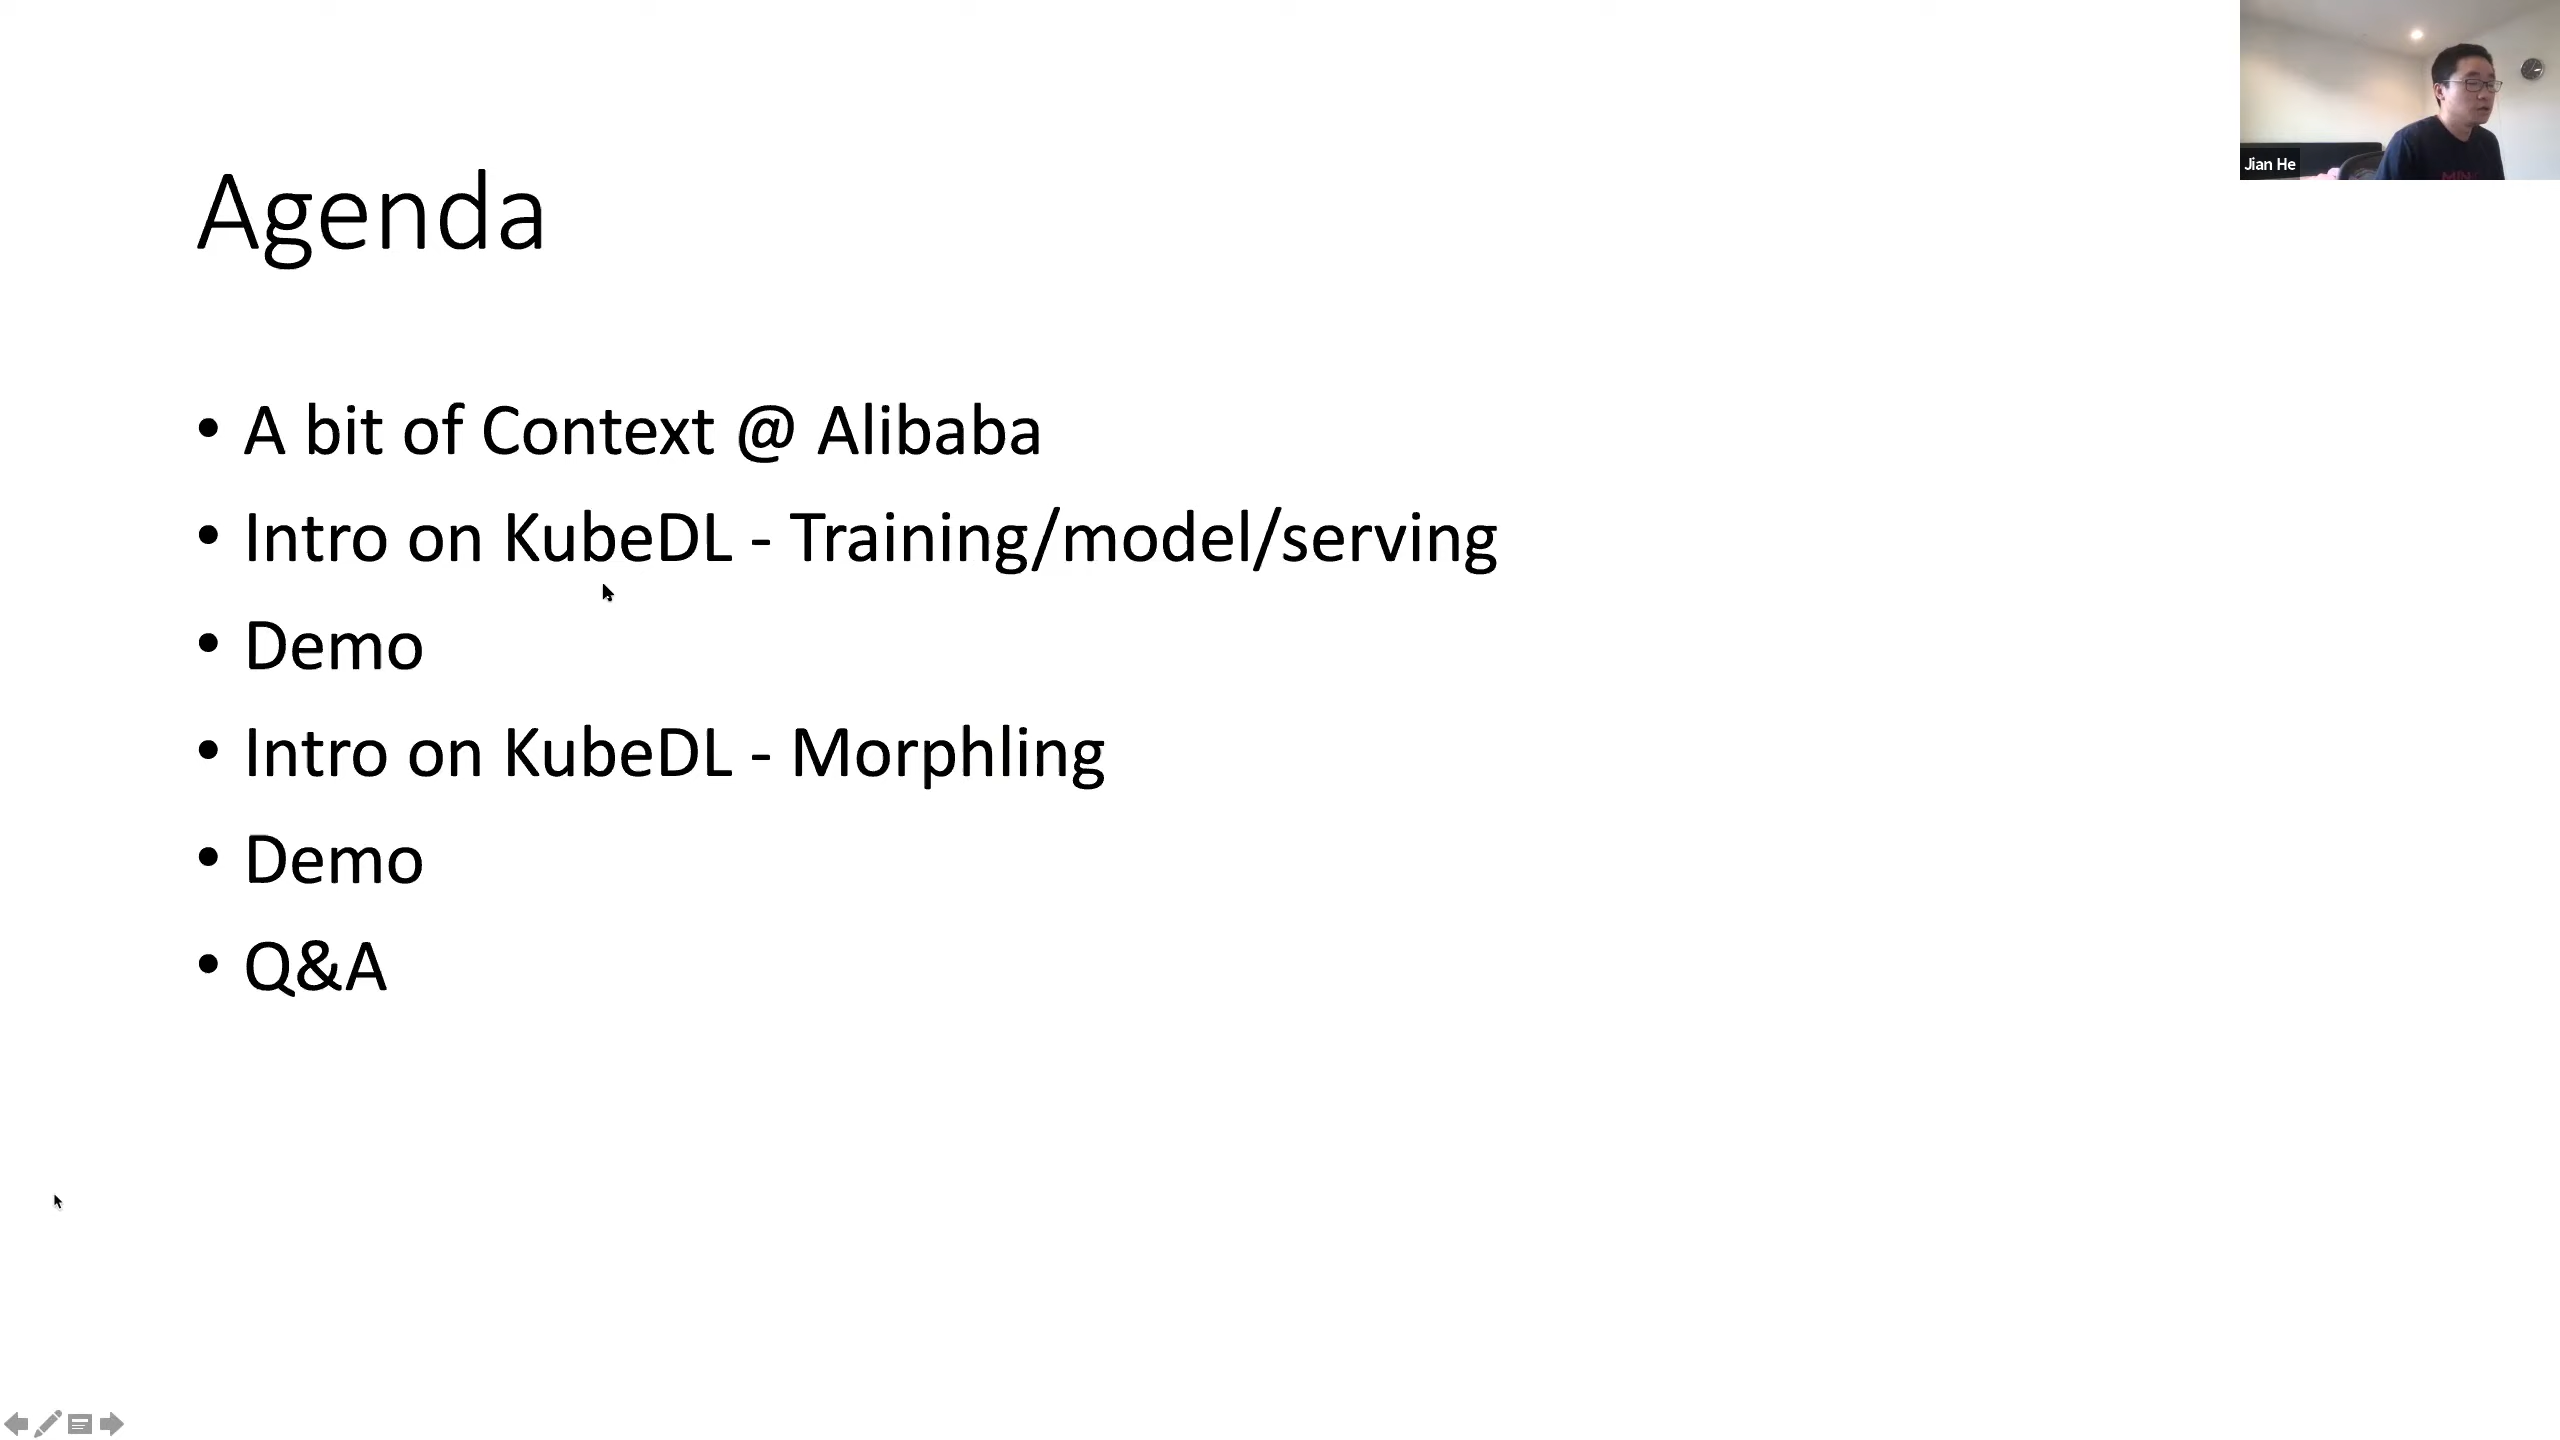 Agenda
• A bit of Context @ Alibaba
• Intro on KubeDL - Training/model/serving
• Demo
• Intro on KubeDL - Morphling
• Demo
• Q&A
Jian He